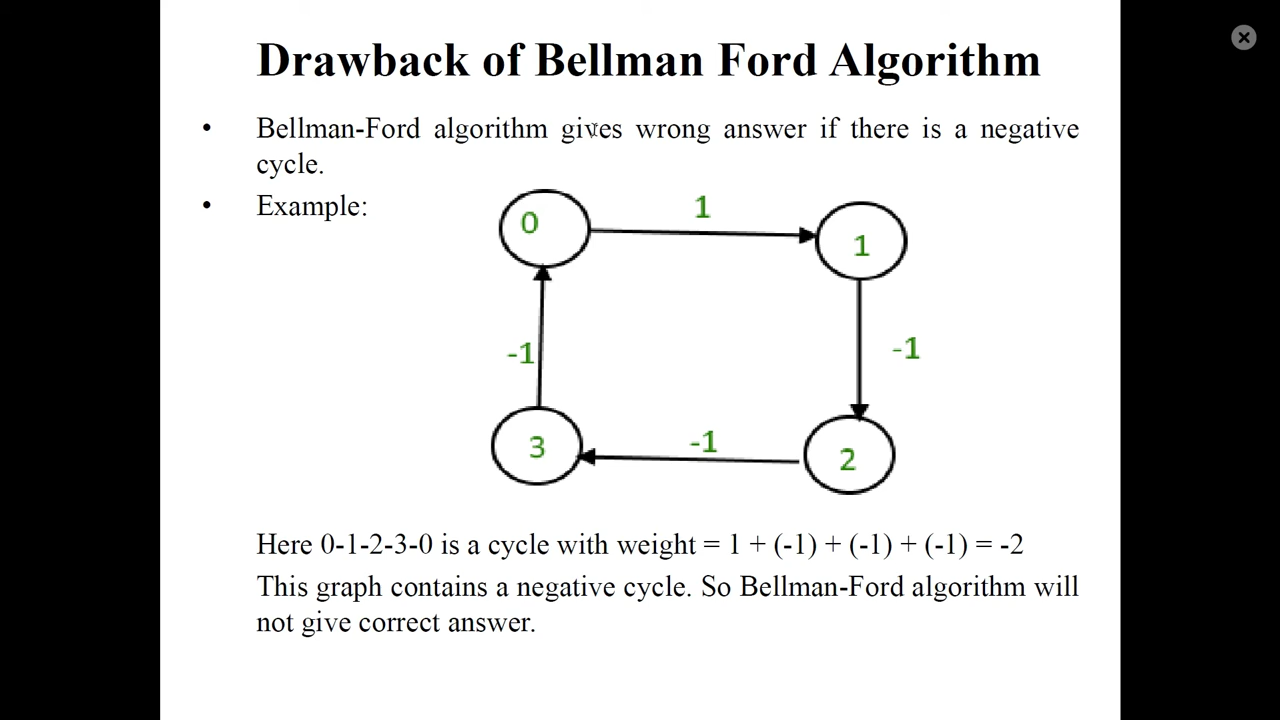 Drawback of Bellman Ford Algorithm
• Bellman-Ford algorithm gives wrong answer if there is a negative
cycle.
• Example:
0
1
1
-1
-1
3
-1
2
Here 0-1-2-3-0 is a cycle with weight = 1 + (-1) + (-1) + (-1) = -2
This graph contains a negative cycle. So Bellman-Ford algorithm will
not give correct answer.